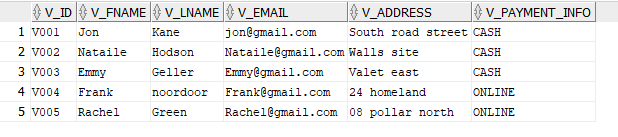 V_ID V_FNAME V_LNAME V_EMAIL V_ADDRESS V_PAYMENT_INFO
1 V001 Jon Kane jon@gmail.com South road street CASH
2 V002 Nataile Hodson Nataile@gmail.com Walls site CASH
3 V003 Emmy Geller Emmy@gmail.com Valet east CASH
4 V004 Frank noordoor Frank@gmail.com 24 homeland ONLINE
5 V005 Rachel Green Rachel@gmail.com 08 pollar north ONLINE